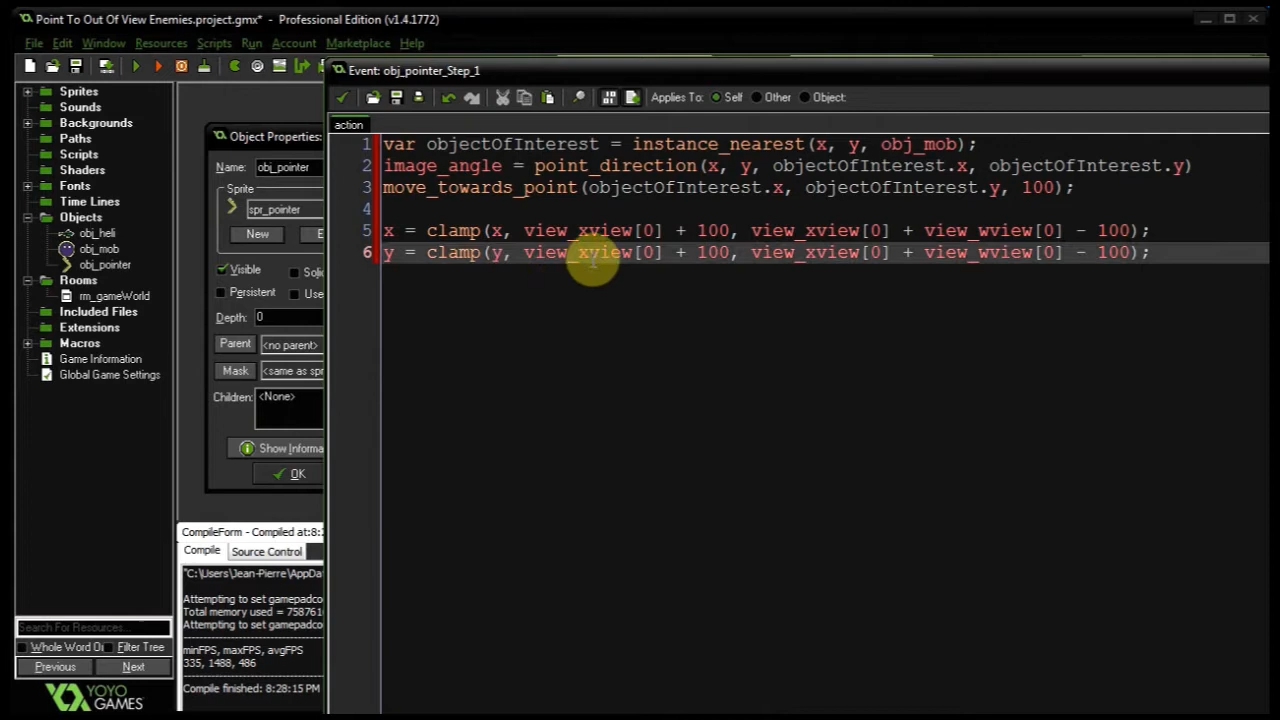 Point To Out Of View Enemies.project.gmx* - Professional Edition (v1.4.1772)
File Edit Window Resources Scripts Run Account Marketplace Help
Event: obj_pointer_Step_1
Applies To: Self Other Object:
action
1 var objectOfInterest = instance_nearest(x, y, obj_mob);
2 image_angle = point_direction(x, y, objectOfInterest.x, objectOfInterest.y)
3 move_towards_point(objectOfInterest.x, objectOfInterest.y, 100);
4
5 x = clamp(x, view_xview[0] + 100, view_xview[0] + view_wview[0] - 100);
6 y = clamp(y, view_xview[0] + 100, view_xview[0] + view_wview[0] - 100);
Sprites
Sounds
Backgrounds
Paths
Scripts
Shaders
Fonts
Time Lines
Objects
obj_heli
obj_mob
obj_pointer
Rooms
rm_gameWorld
Included Files
Extensions
Macros
Game Information
Global Game Settings
Search For Resources...
Whole Word Filter Tree
Previous Next
YOYO
GAMES
Object Properties:
Name: obj_pointer
Sprite
spr_pointer
New
Visible
Persistent
Depth: 0
Parent <no parent>
Mask
Children: <None>
Show
OK
CompileForm - Compiled at:8:
Compile Source Control
Attempting to set
Total memory used =
Attempting to set
minFPS, maxFPS, avgFPS
335, 1488, 486
Compile finished: 8:28:15 PM